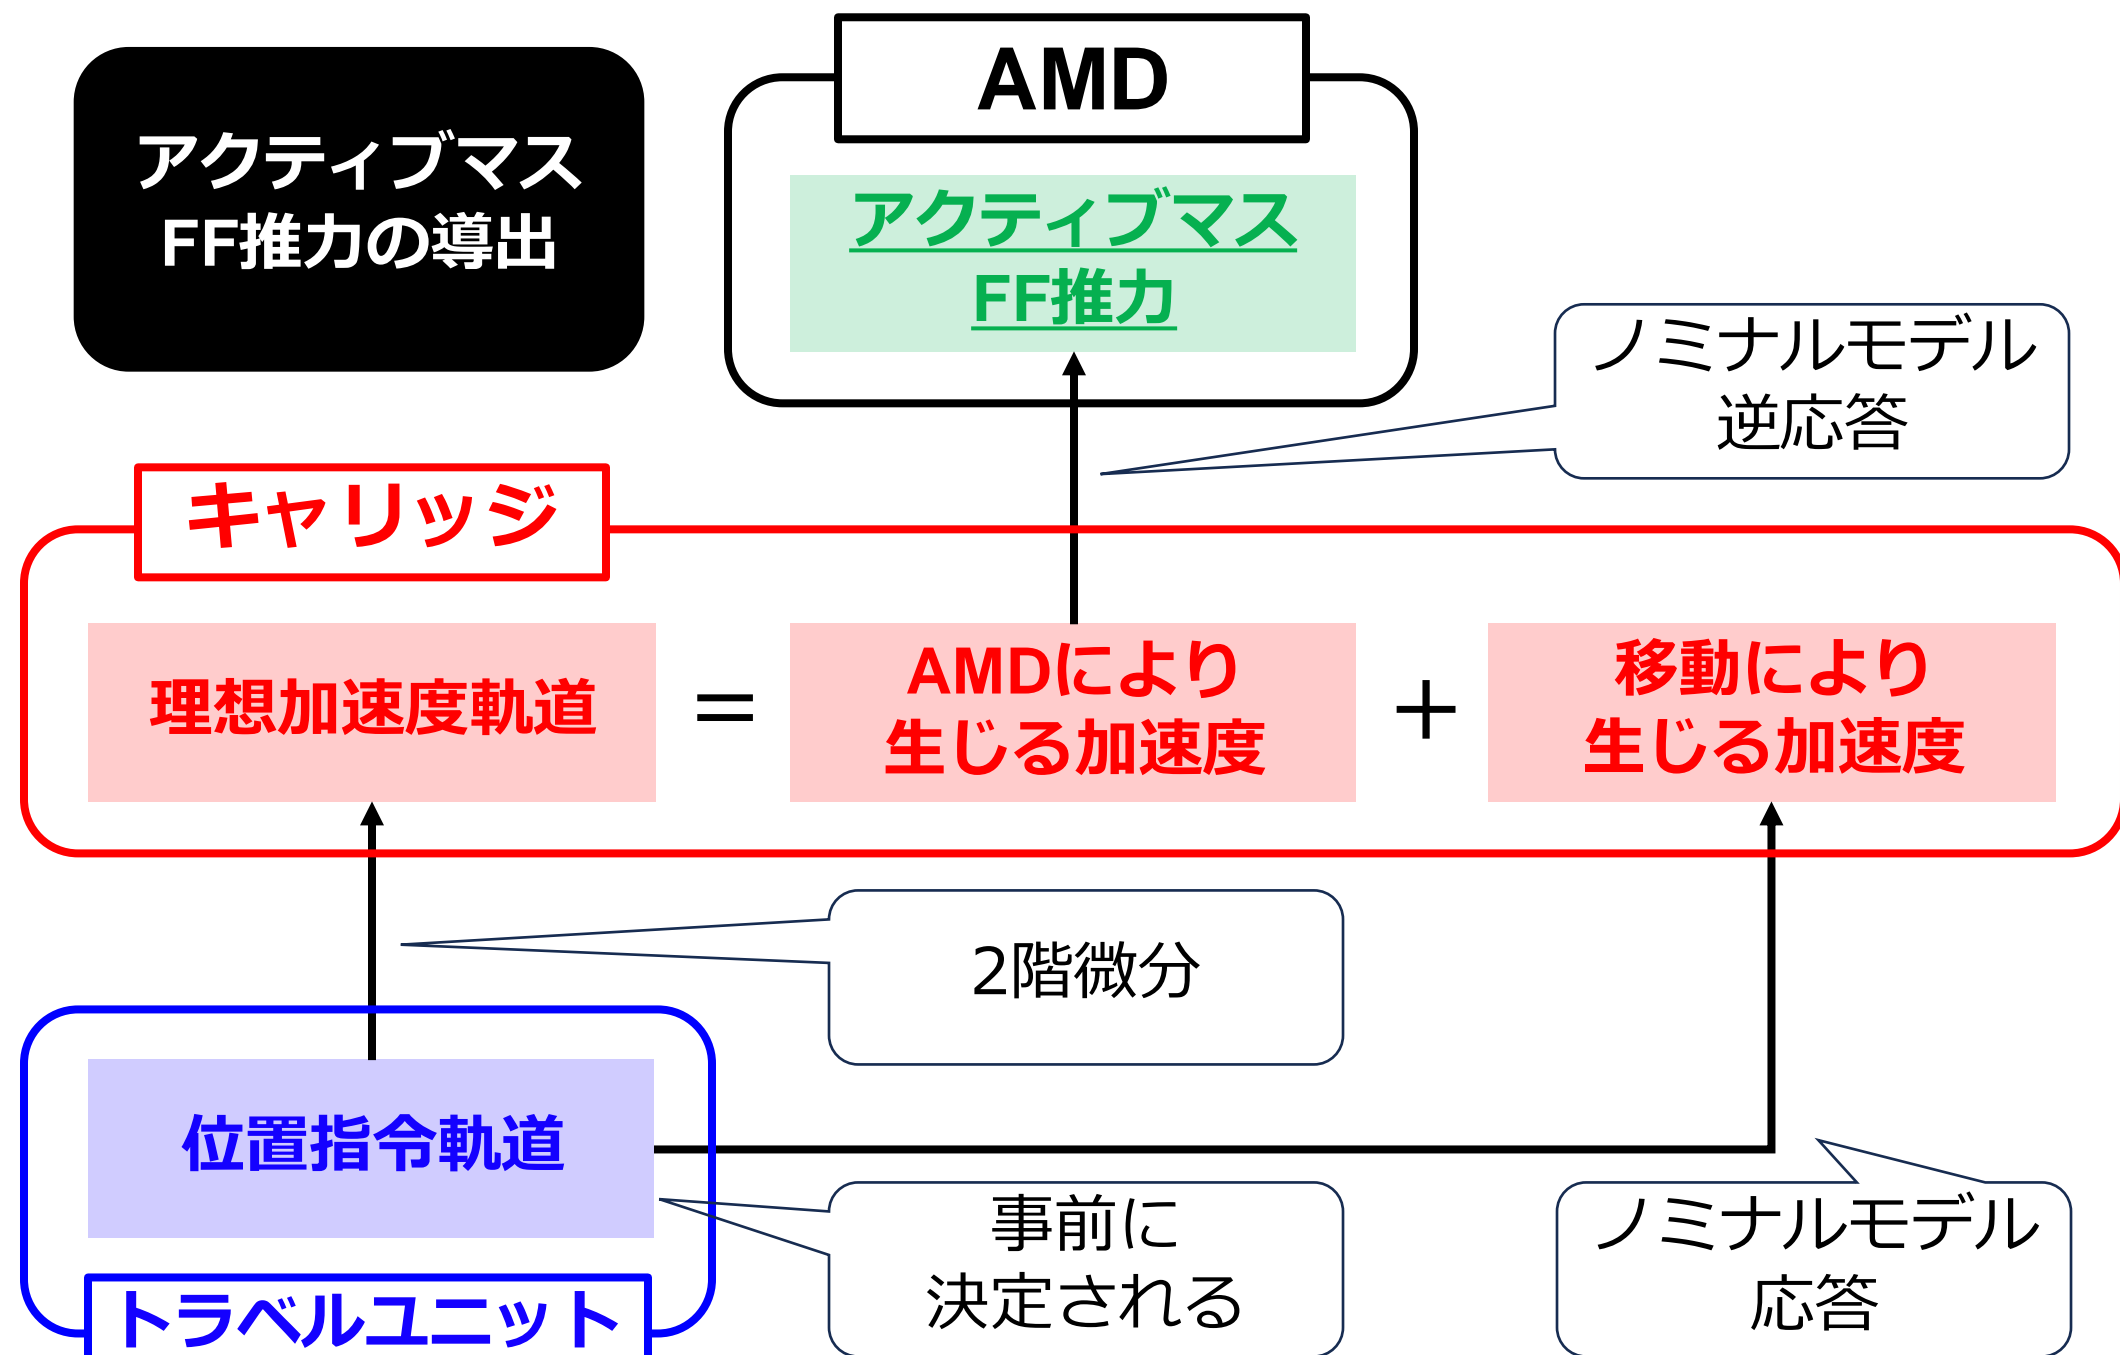 アクティブマス
FF推力の導出
AMD
アクティブマス
FF推力
ノミナルモデル
逆応答
キャリッジ
理想加速度軌道
=
AMDにより
生じる加速度
+
移動により
生じる加速度
2階微分
位置指令軌道
事前に
決定される
ノミナルモデル
応答
トラベルユニット